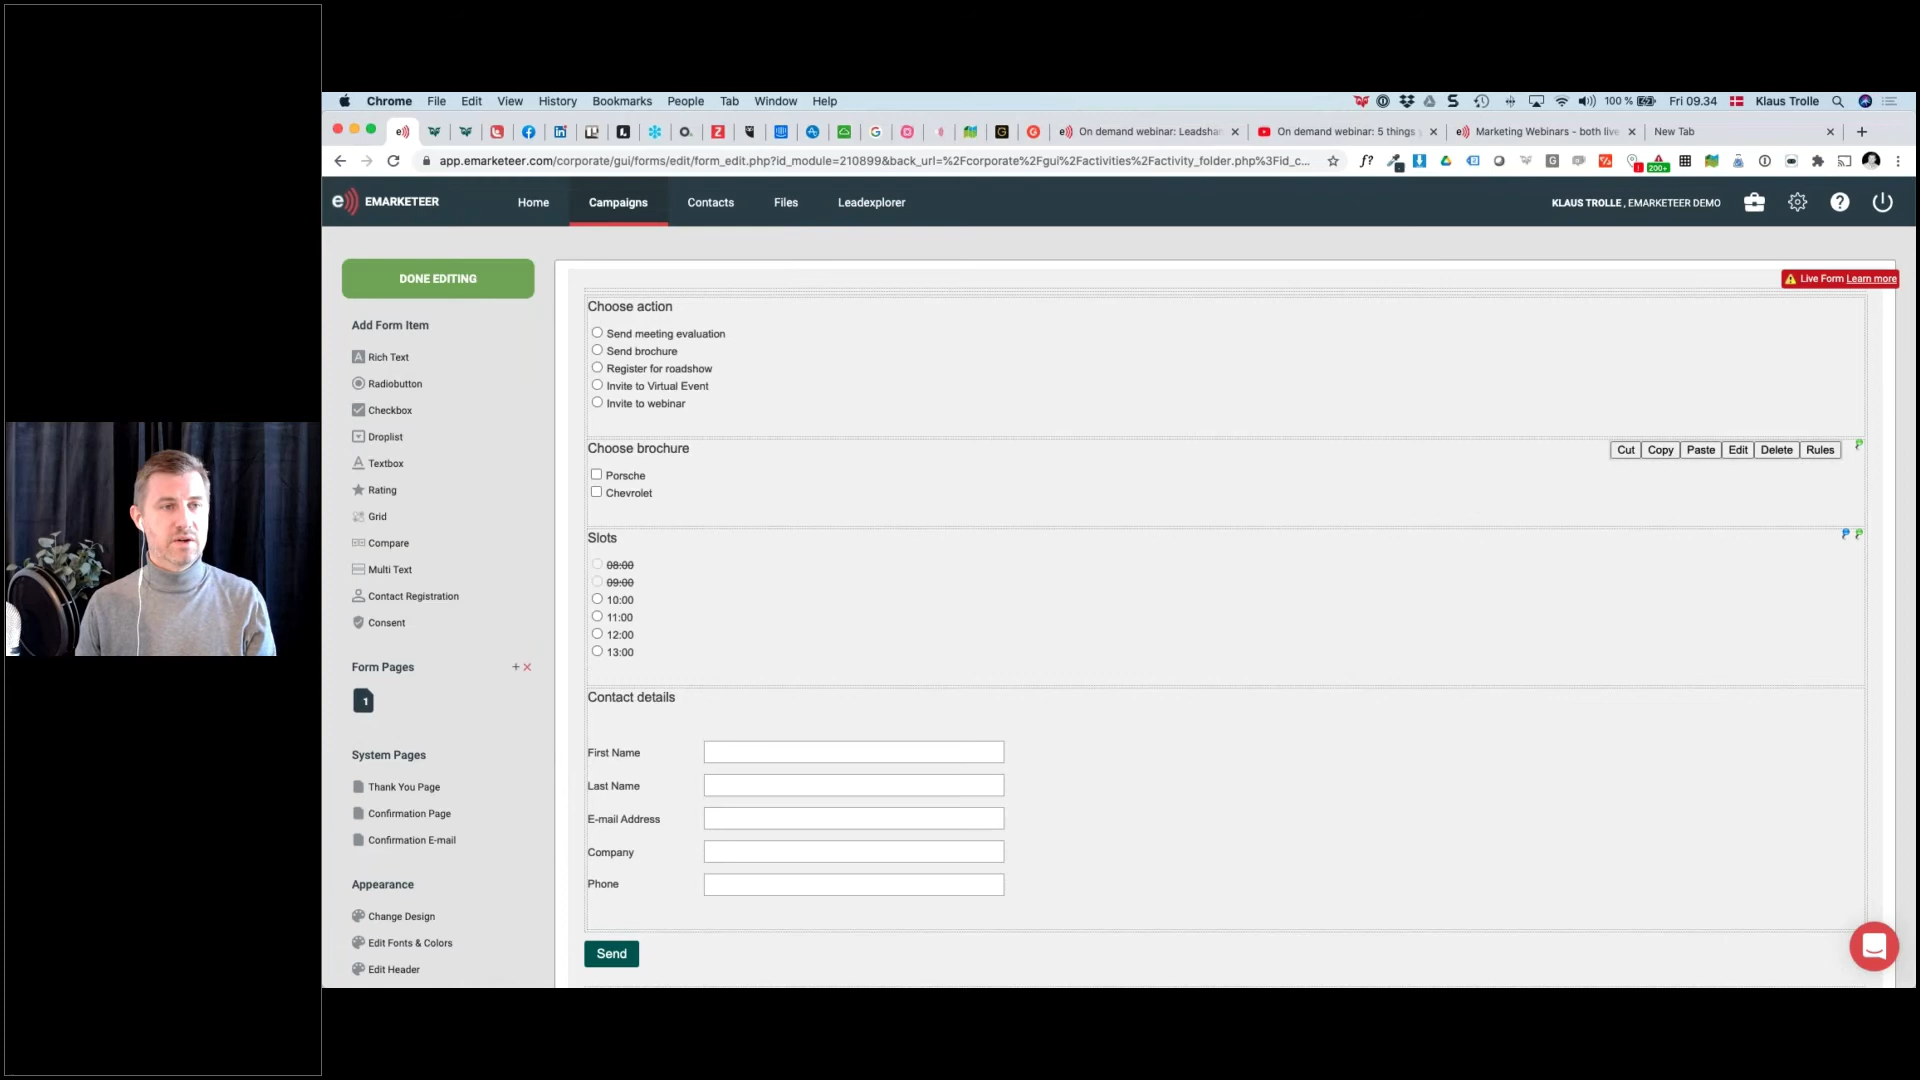 Chrome File Edit View History Bookmarks People Tab Window Help 100 % Fri 09.34 Klaus Trolle
On demand webinar: Leadsha
On demand webinar: 5 things
Marketing Webinars - both live
New Tab
app.emarketeer.com/corporate/gui/forms/edit/form_edit.php?id_module=210899&back_url=%2Fcorporate%2Fgui%2Factivities%2Factivity_folder.php%3Fid_c...
e))) EMARKETEER Home Campaigns Contacts Files Leadexplorer KLAUS TROLLE , EMARKETEER DEMO
DONE EDITING
Add Form Item
Rich Text
Radiobutton
Checkbox
Droplist
Textbox
Rating
Grid
Compare
Multi Text
Contact Registration
Consent
Form Pages + ×
1
System Pages
Thank You Page
Confirmation Page
Confirmation E-mail
Appearance
Change Design
Edit Fonts & Colors
Edit Header
Live Form Learn more
Choose action
Send meeting evaluation
Send brochure
Register for roadshow
Invite to Virtual Event
Invite to webinar
Choose brochure
Cut Copy Paste Edit Delete Rules
Porsche
Chevrolet
Slots
08:00
09:00
10:00
11:00
12:00
13:00
Contact details
First Name
Last Name
E-mail Address
Company
Phone
Send